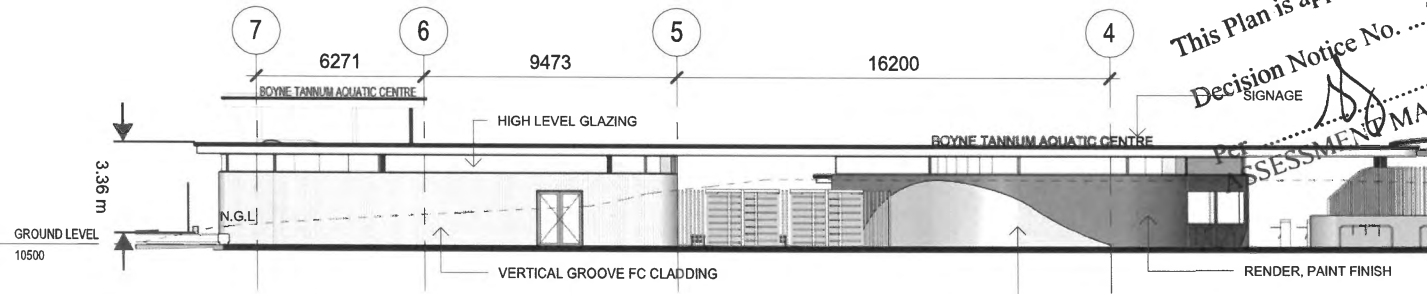 7
6
5
4
6271
9473
16200
This Plan is
Decision Notice No. ...
BOYNE TANNUM AQUATIC CENTRE
SIGNAGE
HIGH LEVEL GLAZING
BOYNE TANNUM AQUATIC CENTRE
Per
ASSESSMENT MA
3.36 m
N.G.L
GROUND LEVEL
10500
VERTICAL GROOVE FC CLADDING
RENDER, PAINT FINISH